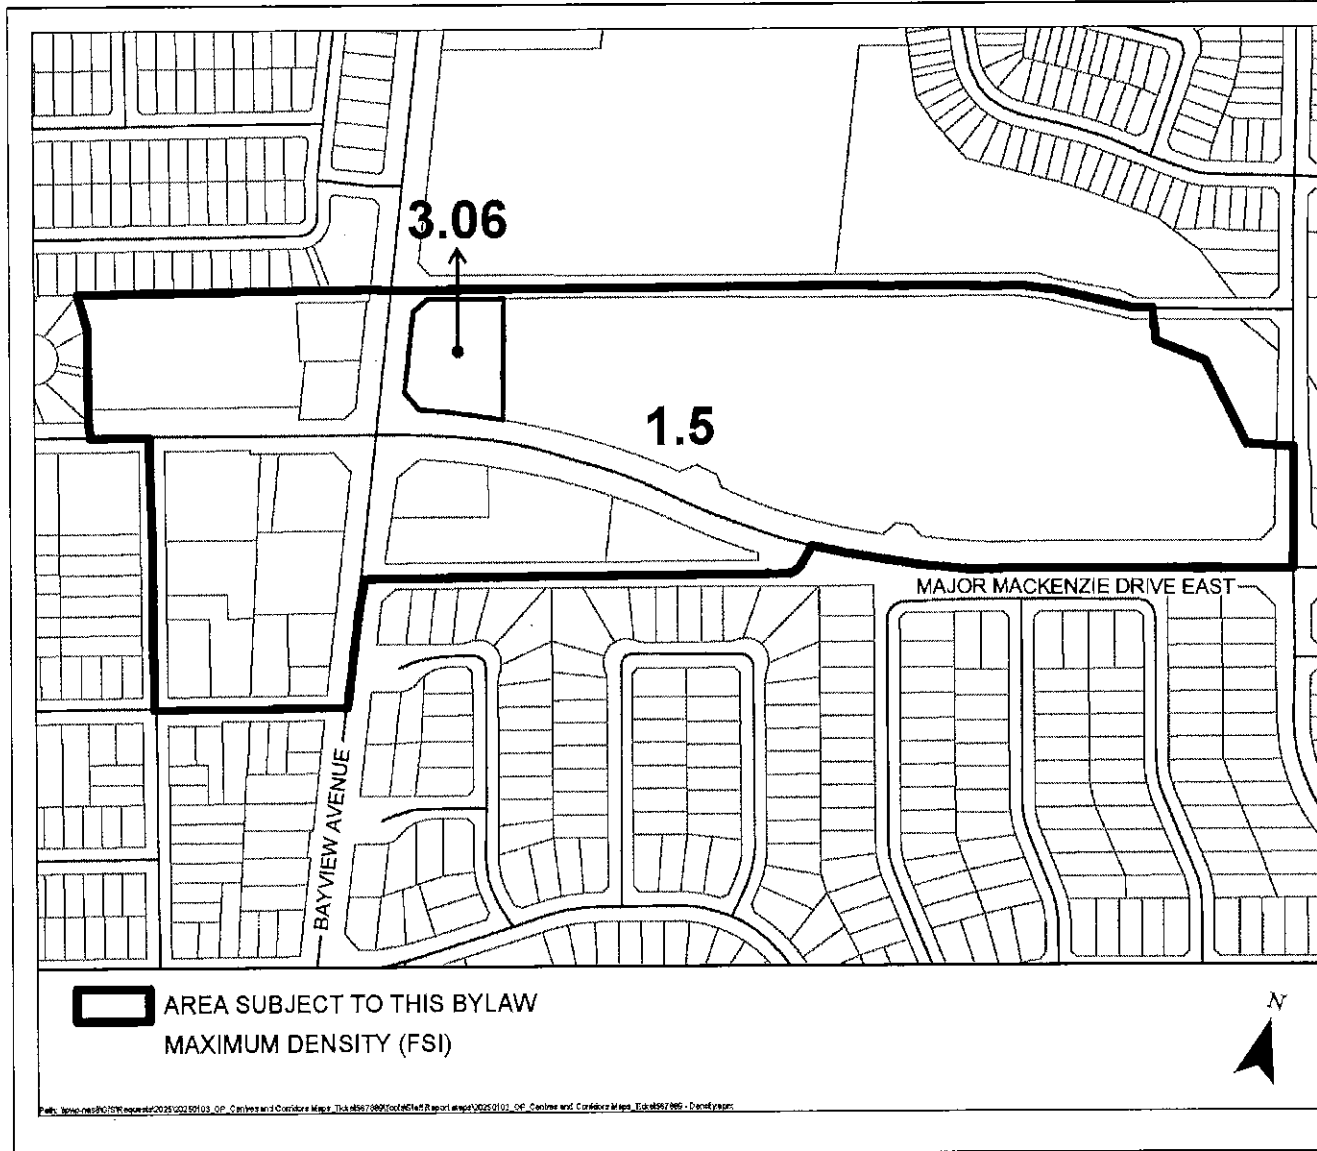 3.06
1.5
MAJOR MACKENZIE DRIVE EAST
BAYVIEW AVENUE
AREA SUBJECT TO THIS BYLAW
MAXIMUM DENSITY (FSI)
N